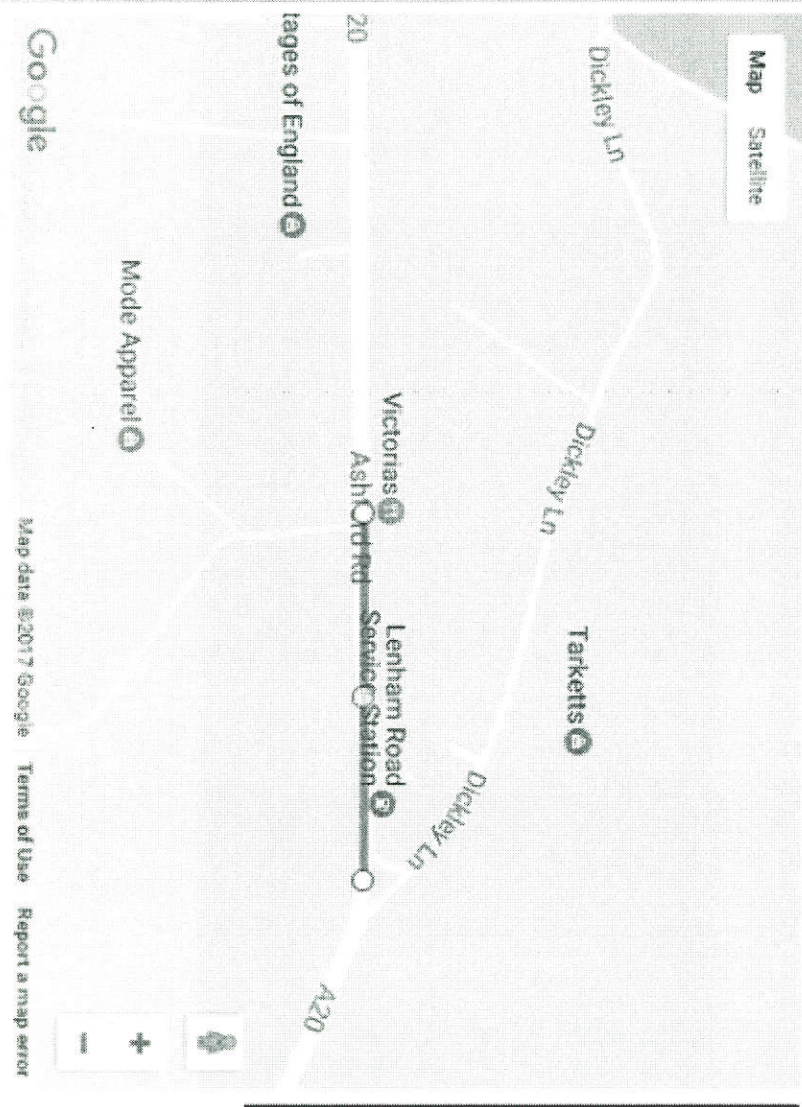 Map Satellite
Dickley Ln
Dickley Ln
Tarketts
Dickley Ln
Victorias
Lenham Road
Service Station
20
Ashford Rd
A20
tages of England
Mode Apparel
Google
Map data ©2017 Google Terms of Use Report a map error
+
−